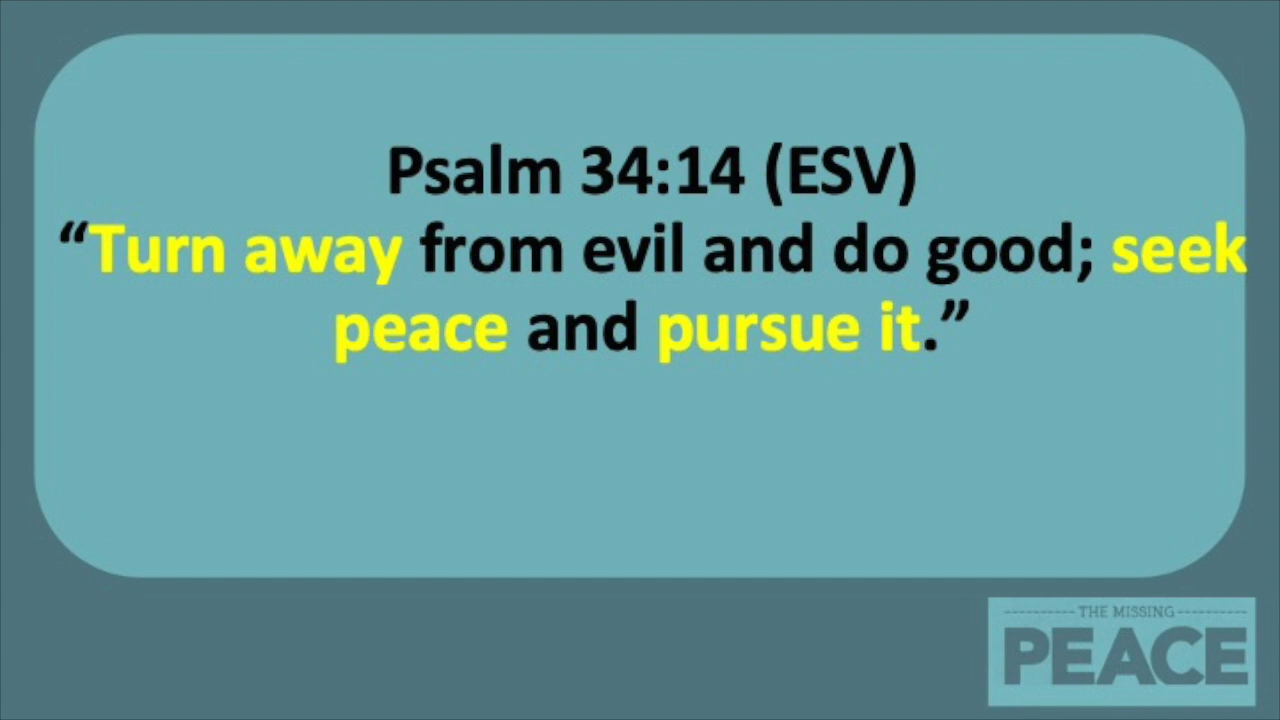 Psalm 34:14 (ESV)
“Turn away from evil and do good; seek
peace and pursue it.”
THE MISSING
PEACE